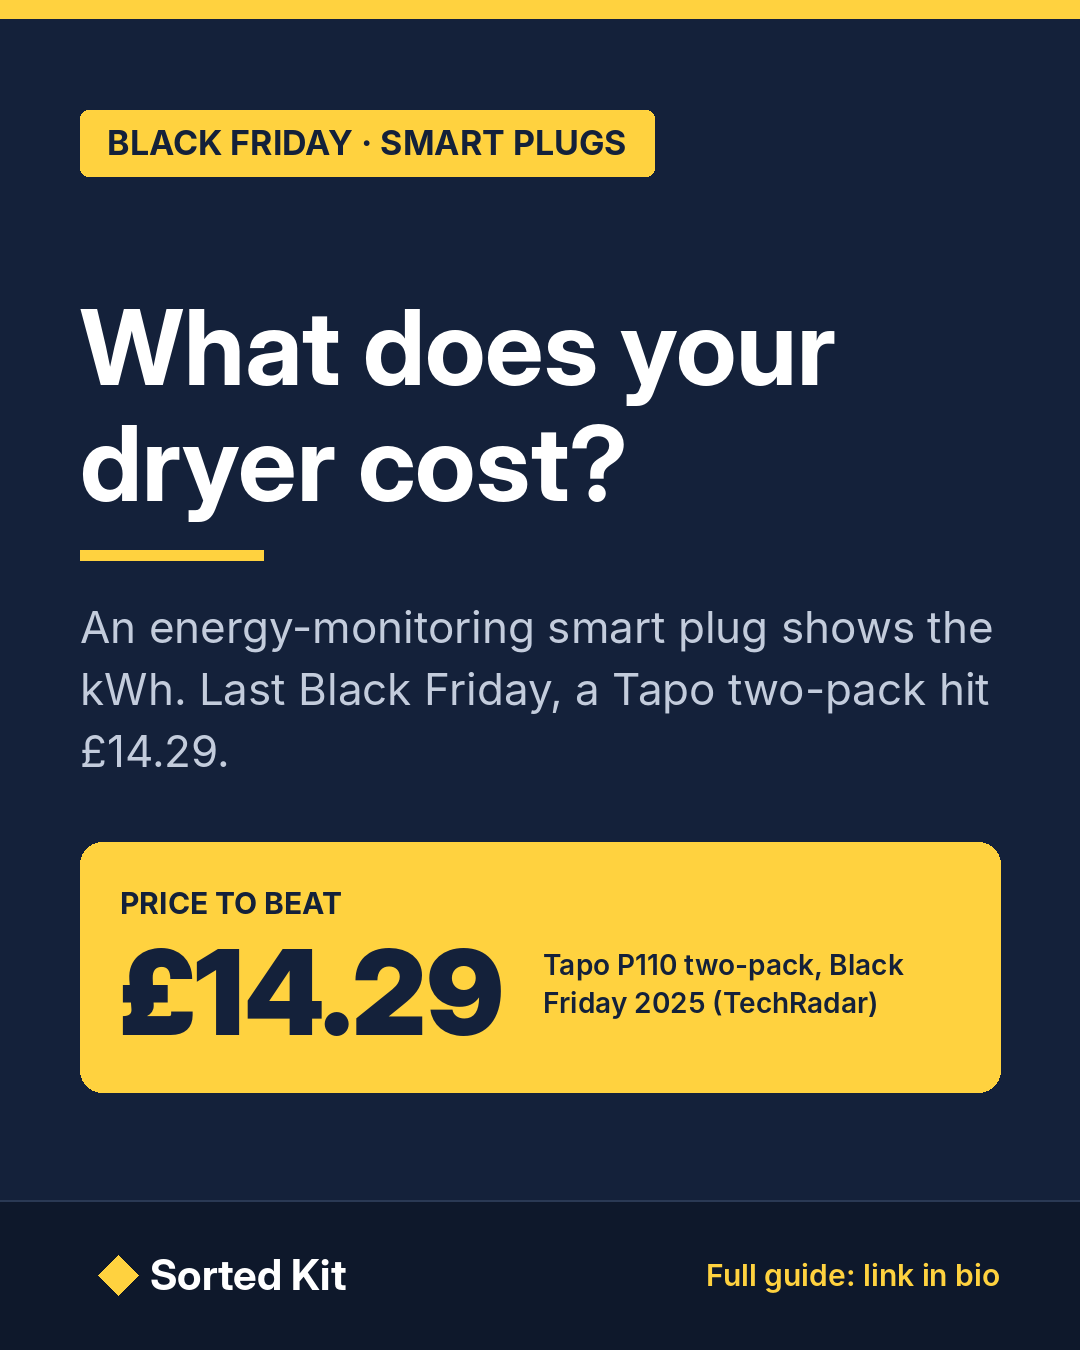 BLACK FRIDAY · SMART PLUGS
What does your
dryer cost?
An energy-monitoring smart plug shows the
kWh. Last Black Friday, a Tapo two-pack hit
£14.29.
PRICE TO BEAT
£14.29
Tapo P110 two-pack, Black
Friday 2025 (TechRadar)
Sorted Kit
Full guide: link in bio